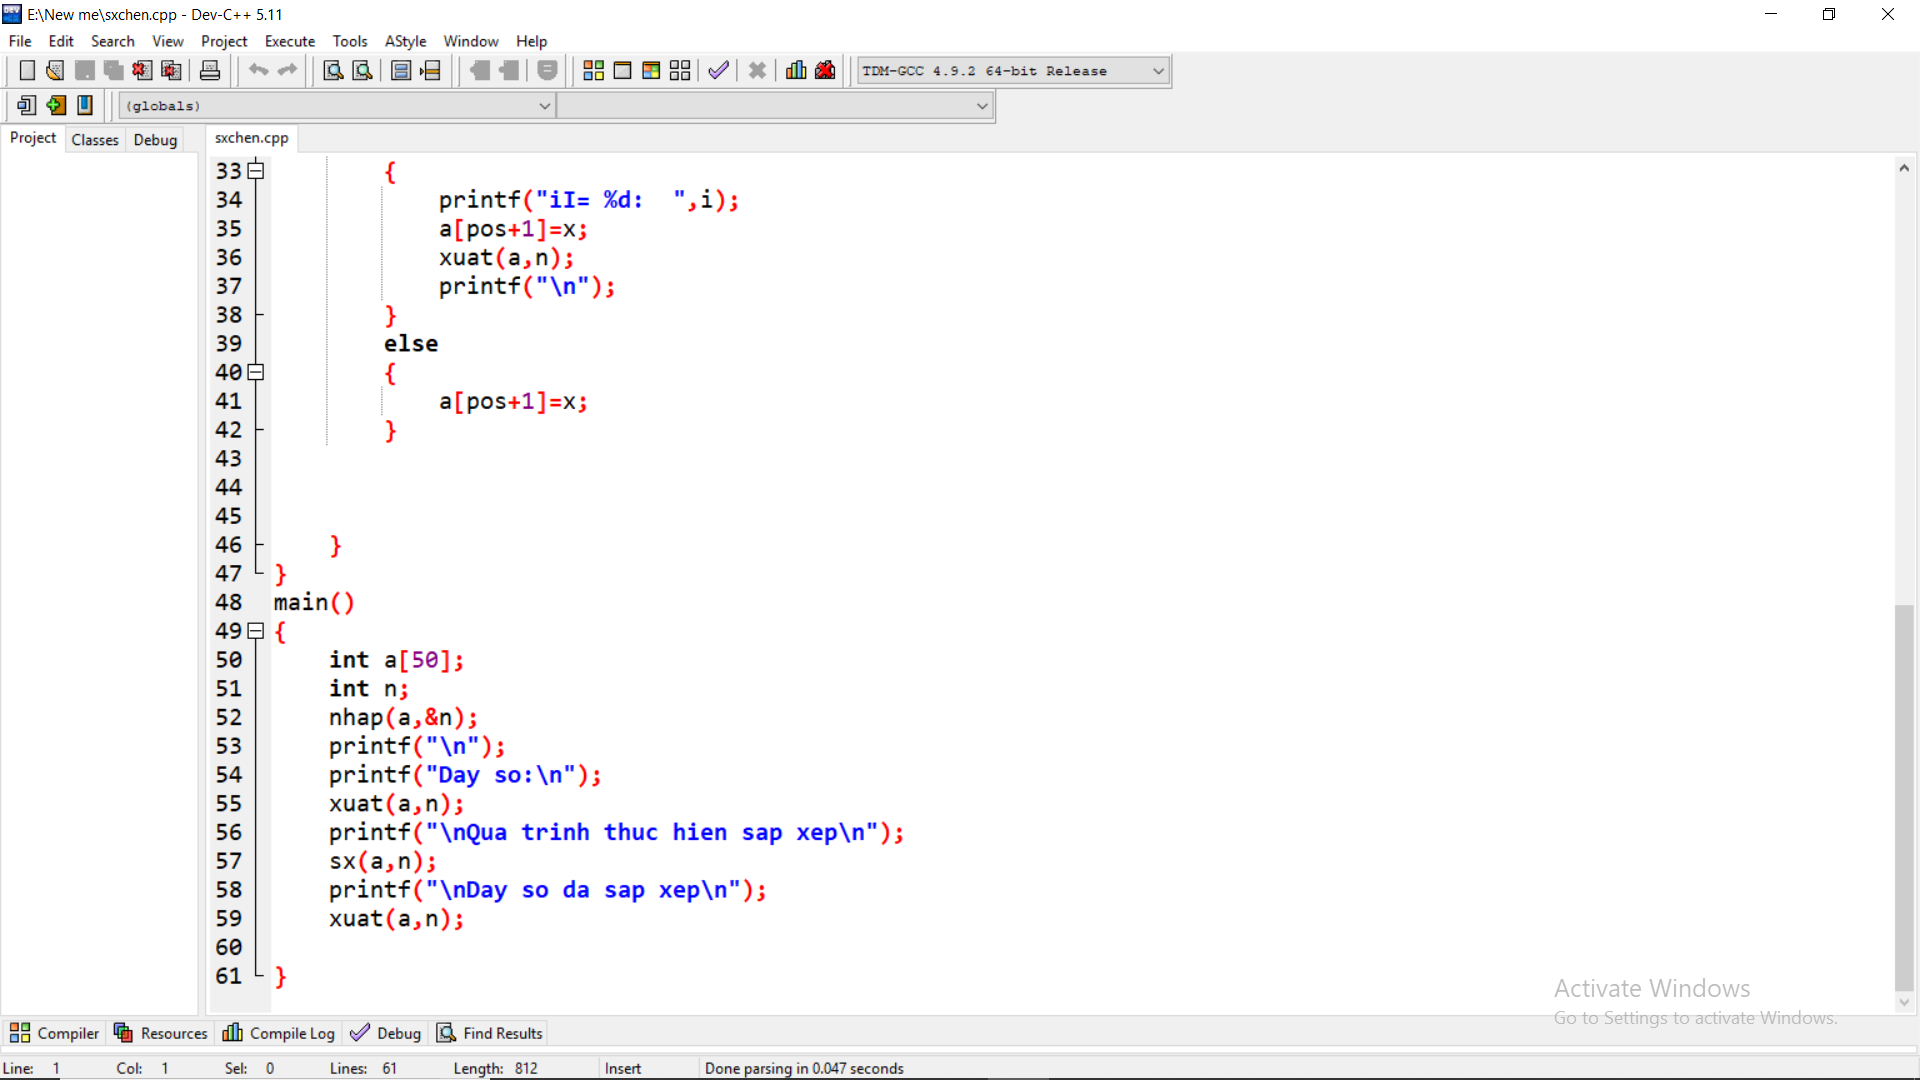 E:\New me\sxchen.cpp - Dev-C++ 5.11
File Edit Search View Project Execute Tools AStyle Window Help
TDM-GCC 4.9.2 64-bit Release
(globals)
Project Classes Debug sxchen.cpp
33 {
34 printf("iI= %d:  ",i);
35 a[pos+1]=x;
36 xuat(a,n);
37 printf("\n");
38 }
39 else
40 {
41 a[pos+1]=x;
42 }
43
44
45
46 }
47 }
48 main()
49 {
50 int a[50];
51 int n;
52 nhap(a,&n);
53 printf("\n");
54 printf("Day so:\n");
55 xuat(a,n);
56 printf("\nQua trinh thuc hien sap xep\n");
57 sx(a,n);
58 printf("\nDay so da sap xep\n");
59 xuat(a,n);
60
61 }
Activate Windows
Go to Settings to activate Windows.
Compiler Resources Compile Log Debug Find Results
Line: 1 Col: 1 Sel: 0 Lines: 61 Length: 812 Insert Done parsing in 0.047 seconds